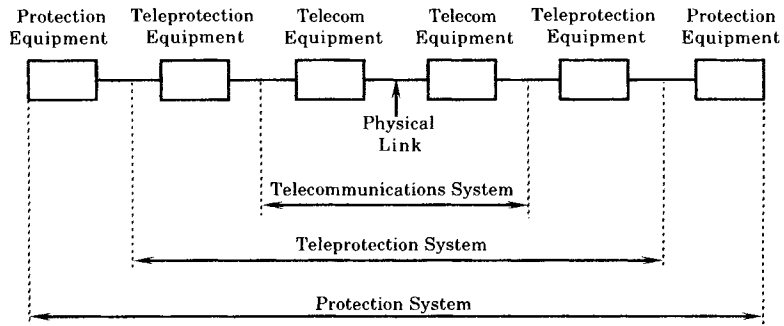 Protection Equipment
Teleprotection Equipment
Telecom Equipment
Telecom Equipment
Teleprotection Equipment
Protection Equipment
Physical Link
Telecommunications System
Teleprotection System
Protection System